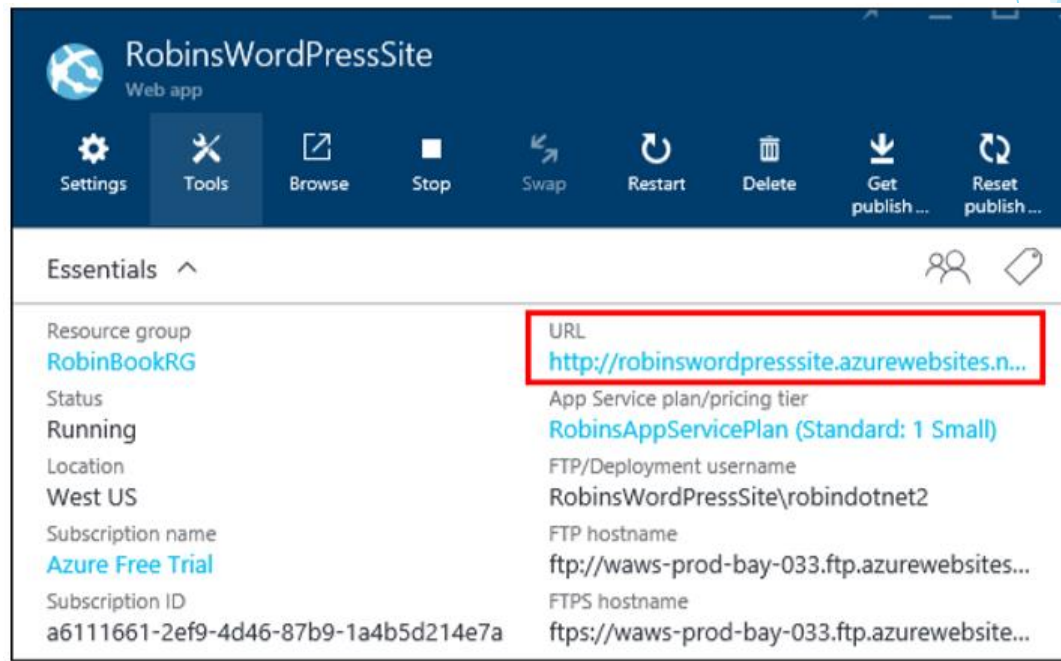 RobinsWordPressSite
Web app
Settings Tools Browse Stop Swap Restart Delete Get publish ... Reset publish ...
Essentials
Resource group
RobinBookRG
Status
Running
Location
West US
Subscription name
Azure Free Trial
Subscription ID
a6111661-2ef9-4d46-87b9-1a4b5d214e7a
URL
http://robinswordpresssite.azurewebsites.n...
App Service plan/pricing tier
RobinsAppServicePlan (Standard: 1 Small)
FTP/Deployment username
RobinsWordPressSite\robindotnet2
FTP hostname
ftp://waws-prod-bay-033.ftp.azurewebsites...
FTPS hostname
ftps://waws-prod-bay-033.ftp.azurewebsite...